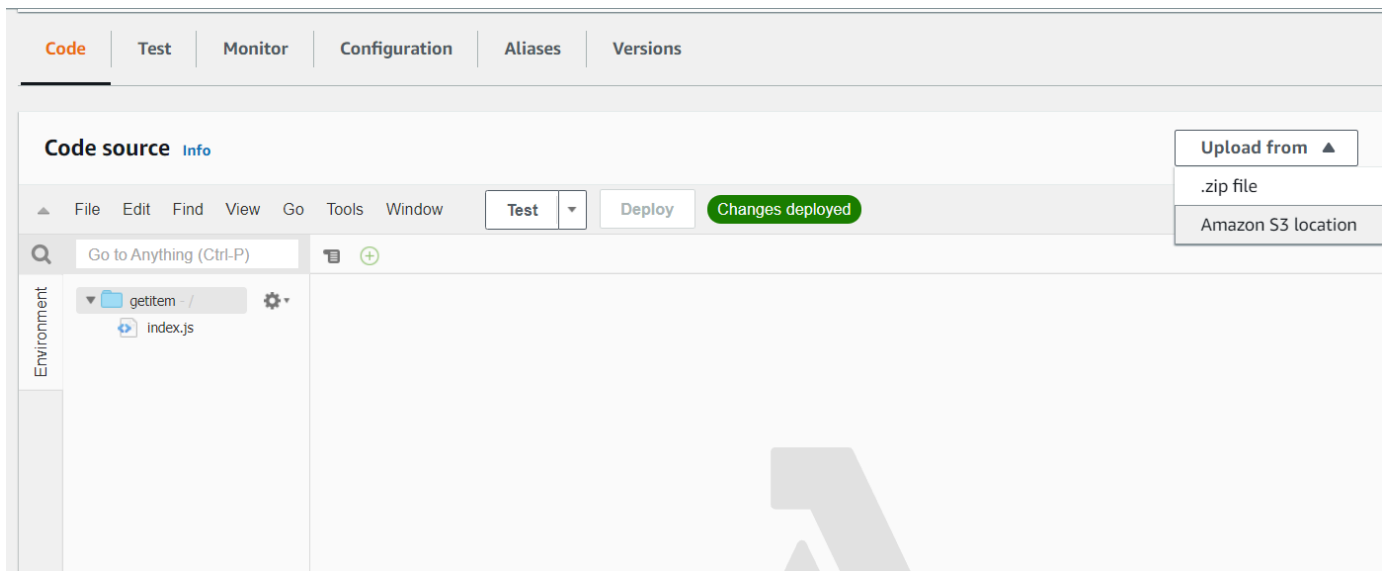 Code Test Monitor Configuration Aliases Versions
Code source Info
Upload from
.zip file
Amazon S3 location
File Edit Find View Go Tools Window Test Deploy Changes deployed
Go to Anything (Ctrl-P)
Environment
getitem - /
index.js